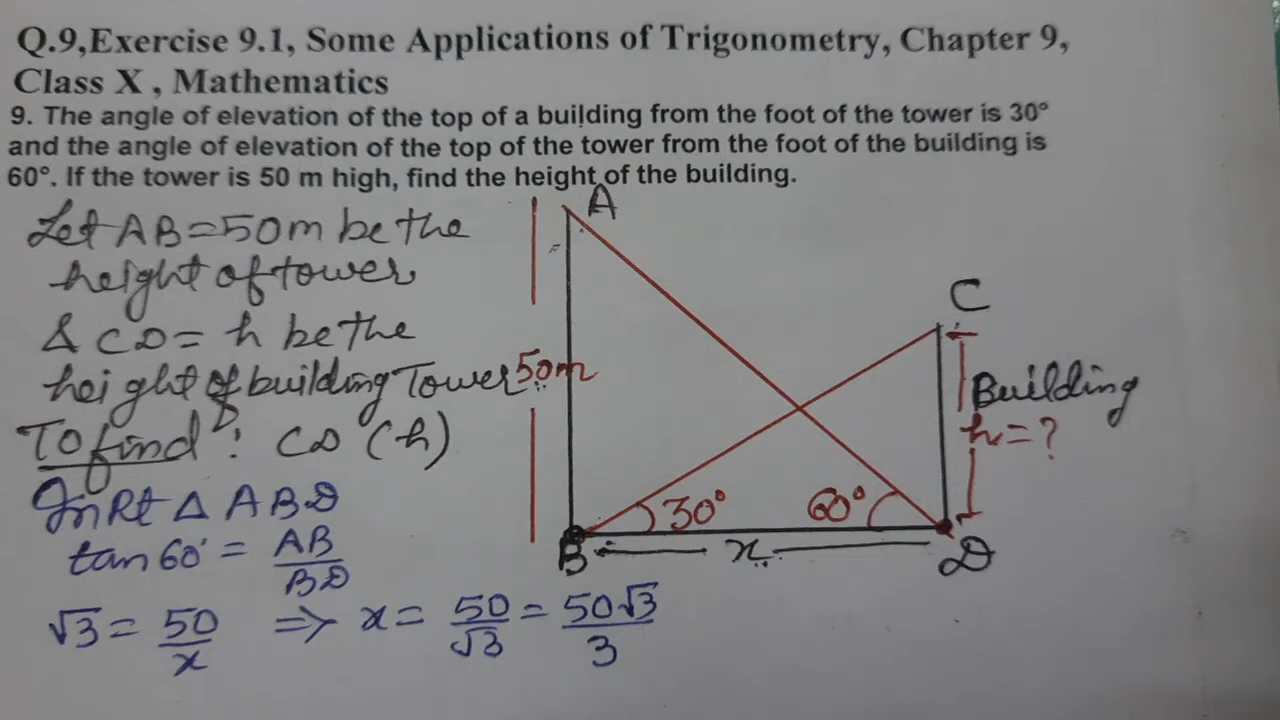 Q.9,Exercise 9.1, Some Applications of Trigonometry, Chapter 9,
Class X , Mathematics
9. The angle of elevation of the top of a building from the foot of the tower is 30°
and the angle of elevation of the top of the tower from the foot of the building is
60°. If the tower is 50 m high, find the height of the building.
Let AB=50m be the
height of tower
& CD= h be the
height of building
To find : CD (h)
In Rt Δ ABD
tan 60° = AB/BD
√3 = 50/x ⇒ x = 50/√3 = 50√3/3
A
C
Tower 50m
Building
h=?
30°
60°
B
x
D